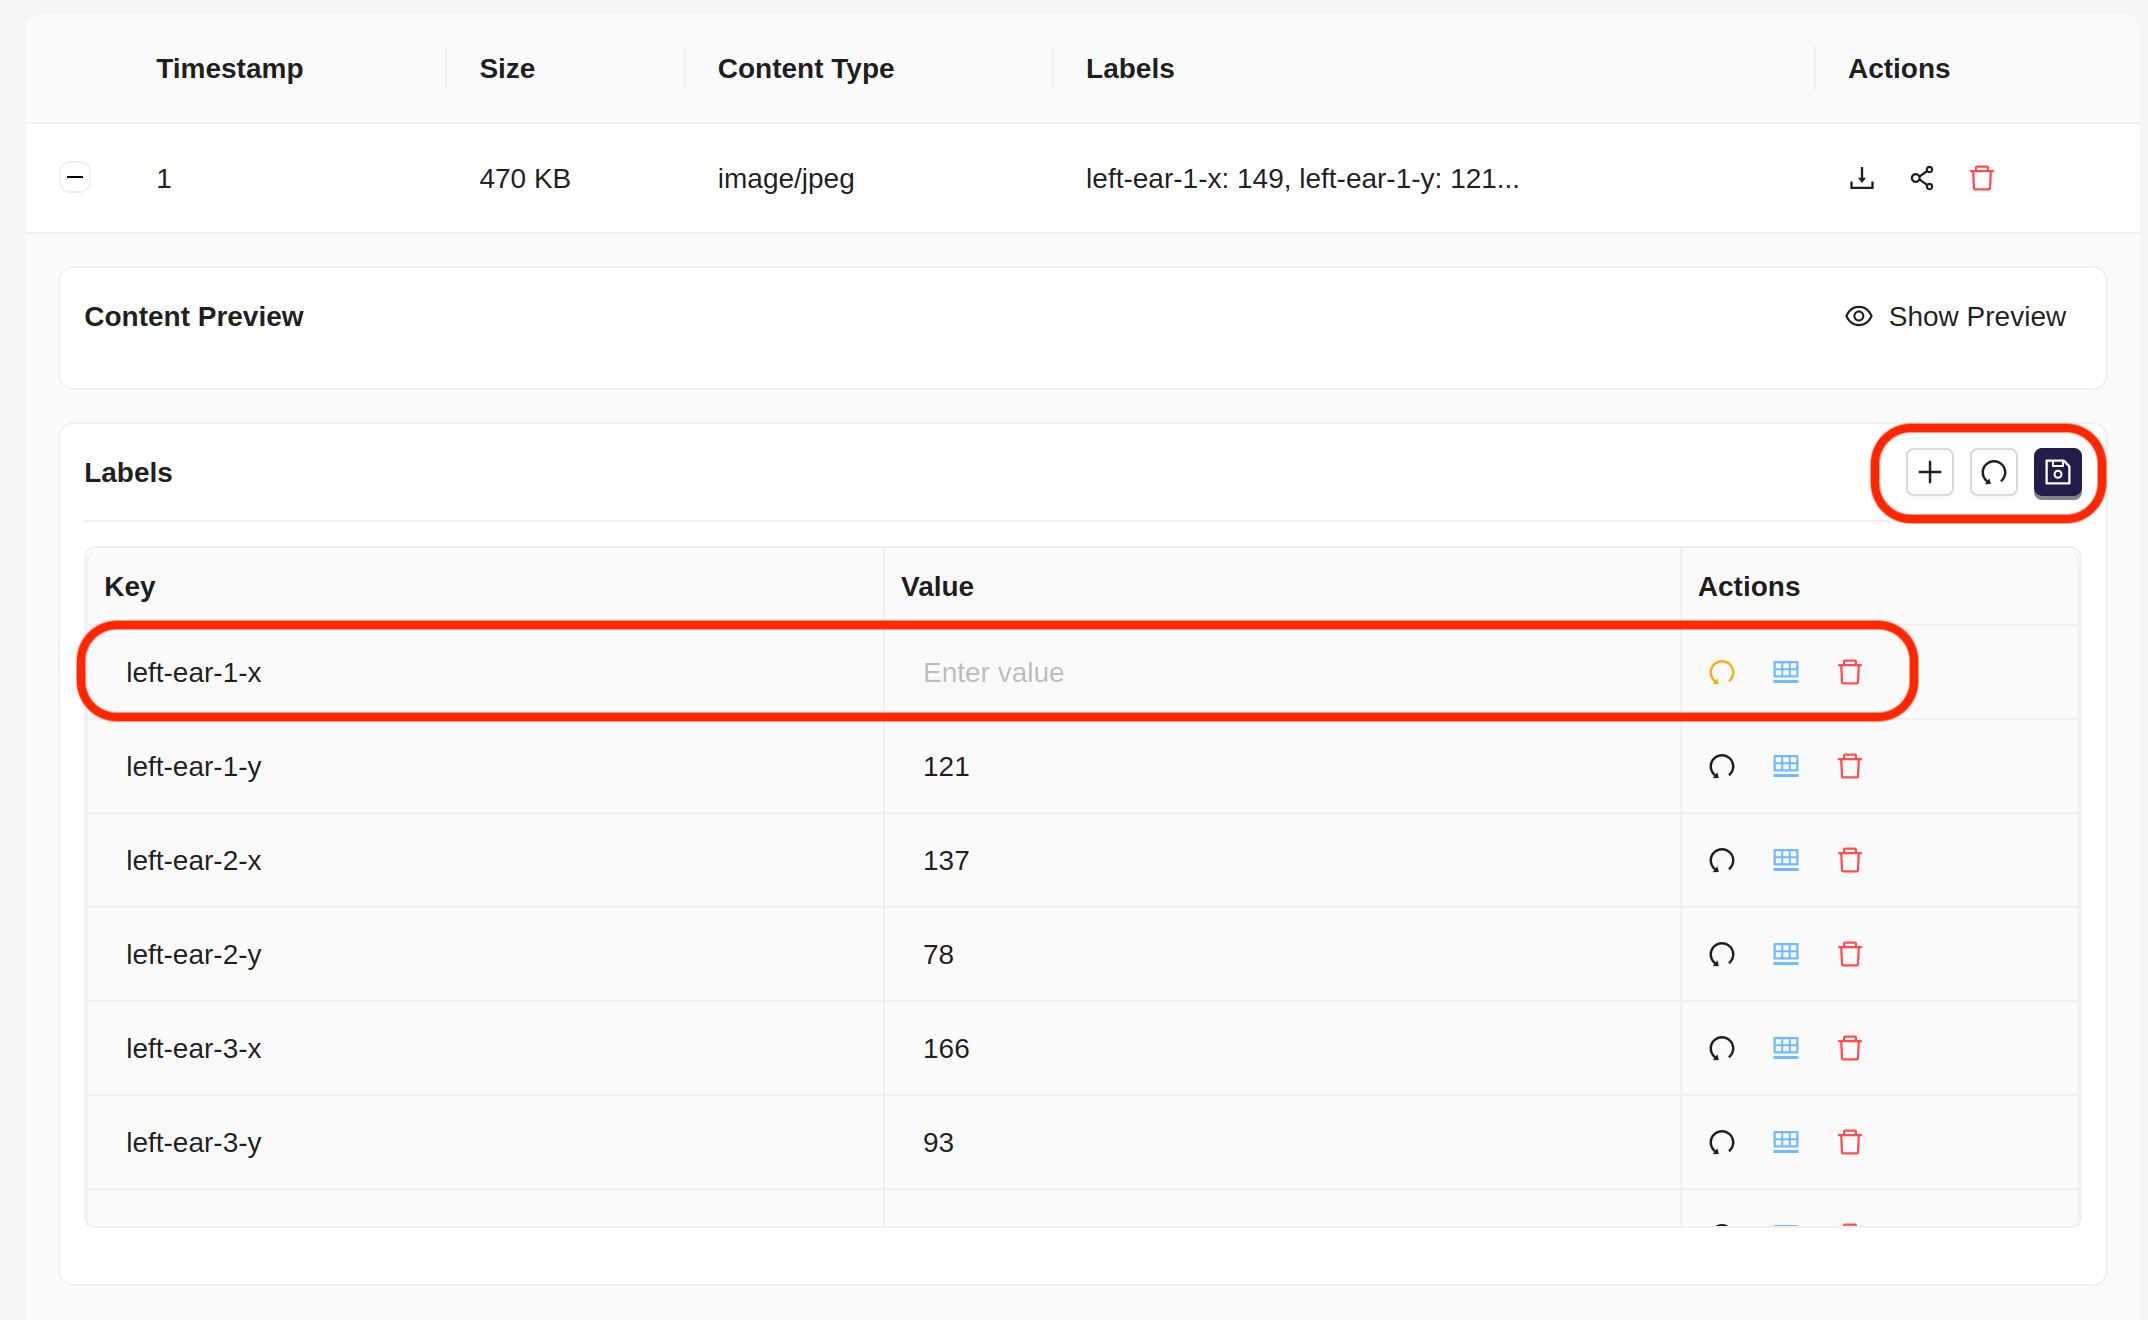 Timestamp Size Content Type Labels Actions
1 470 KB image/jpeg left-ear-1-x: 149, left-ear-1-y: 121...
Content Preview Show Preview
Labels
Key Value Actions
left-ear-1-x Enter value
left-ear-1-y 121
left-ear-2-x 137
left-ear-2-y 78
left-ear-3-x 166
left-ear-3-y 93